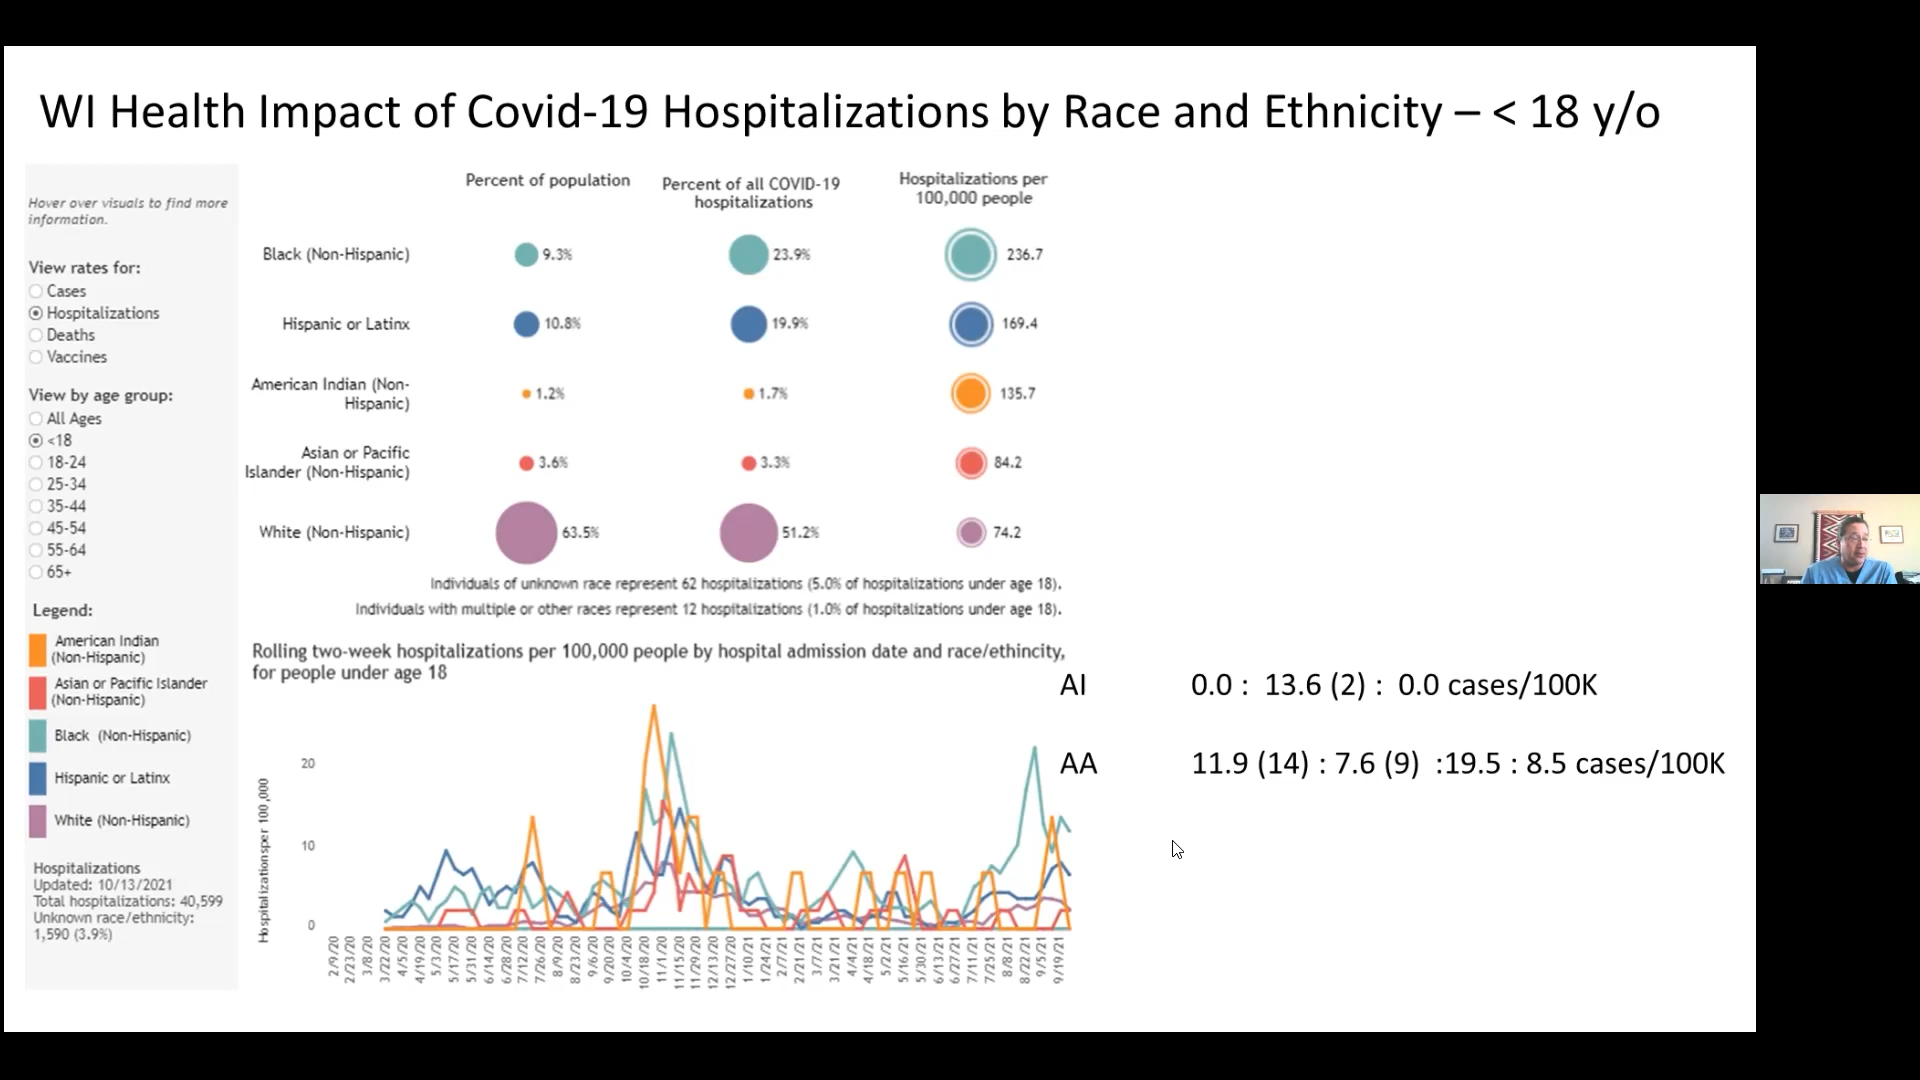 WI Health Impact of Covid-19 Hospitalizations by Race and Ethnicity – < 18 y/o
Hover over visuals to find more
information.
View rates for:
Cases
Hospitalizations
Deaths
Vaccines
View by age group:
All Ages
<18
18-24
25-34
35-44
45-54
55-64
65+
Legend:
American Indian
(Non-Hispanic)
Asian or Pacific Islander
(Non-Hispanic)
Black (Non-Hispanic)
Hispanic or Latinx
White (Non-Hispanic)
Hospitalizations
Updated: 10/13/2021
Total hospitalizations: 40,599
Unknown race/ethnicity:
1,590 (3.9%)
Percent of population
Percent of all COVID-19
hospitalizations
Hospitalizations per
100,000 people
Black (Non-Hispanic) 9.3% 23.9% 236.7
Hispanic or Latinx 10.8% 19.9% 169.4
American Indian (Non-
Hispanic) 1.2% 1.7% 135.7
Asian or Pacific
Islander (Non-Hispanic) 3.6% 3.3% 84.2
White (Non-Hispanic) 63.5% 51.2% 74.2
Individuals of unknown race represent 62 hospitalizations (5.0% of hospitalizations under age 18).
Individuals with multiple or other races represent 12 hospitalizations (1.0% of hospitalizations under age 18).
Rolling two-week hospitalizations per 100,000 people by hospital admission date and race/ethincity,
for people under age 18
Hospitalizationsper 100,000
20
10
0
2/9/20
2/23/20
3/8/20
3/22/20
4/5/20
4/19/20
5/3/20
5/17/20
5/31/20
6/14/20
6/28/20
7/12/20
7/26/20
8/9/20
8/23/20
9/6/20
9/20/20
10/4/20
10/18/20
11/1/20
11/15/20
11/29/20
12/13/20
12/27/20
1/10/21
1/24/21
2/7/21
2/21/21
3/7/21
3/21/21
4/4/21
4/18/21
5/2/21
5/16/21
5/30/21
6/13/21
6/27/21
7/11/21
7/25/21
8/8/21
8/22/21
9/5/21
9/19/21
AI 0.0 : 13.6 (2) : 0.0 cases/100K
AA 11.9 (14) : 7.6 (9) :19.5 : 8.5 cases/100K